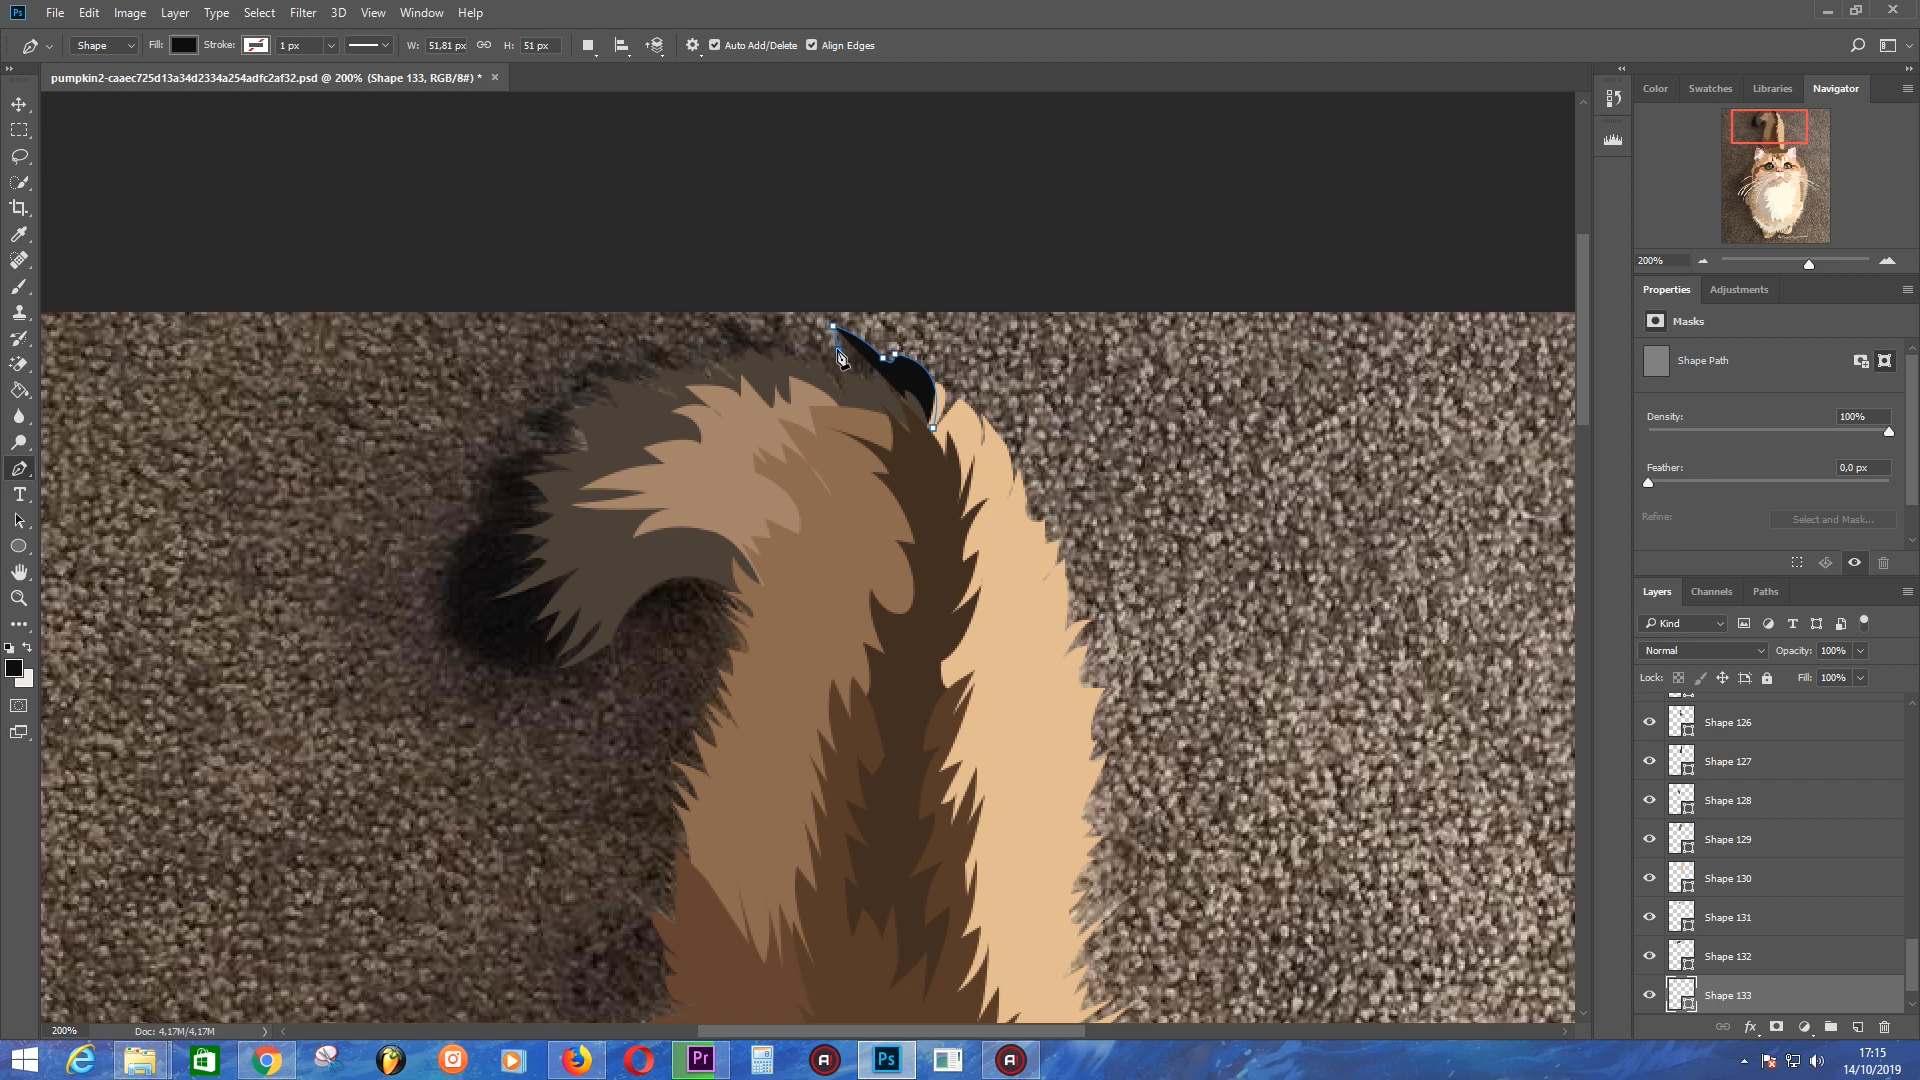 Ps File Edit Image Layer Type Select Filter 3D View Window Help
Shape Fill: Stroke: 1 px W: 51,81 px H: 51 px Auto Add/Delete Align Edges
pumpkin2-caaec725d13a34d2334a254adfc2af32.psd @ 200% (Shape 133, RGB/8#) *
Color Swatches Libraries Navigator
200%
Properties Adjustments
Masks
Shape Path
Density: 100%
Feather: 0,0 px
Refine: Select and Mask...
Layers Channels Paths
Kind
Normal Opacity: 100%
Lock: Fill: 100%
Shape 126
Shape 127
Shape 128
Shape 129
Shape 130
Shape 131
Shape 132
Shape 133
200% Doc: 4,17M/4,17M
fx
Pr Ps
17:15
14/10/2019